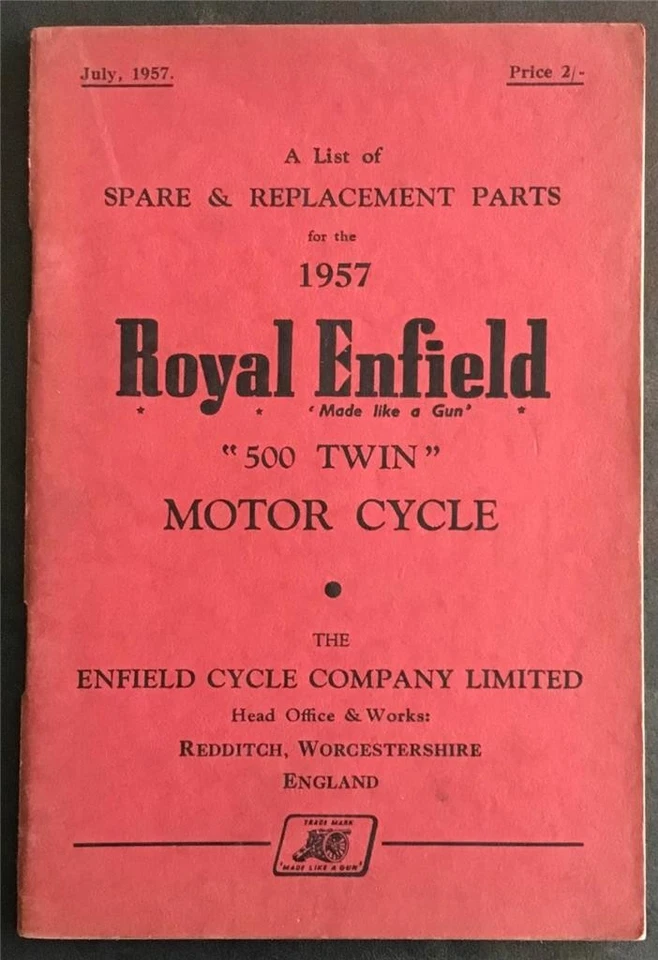 July, 1957.
Price 2/-
A List of
SPARE & REPLACEMENT PARTS
for the
1957
Royal Enfield
'Made like a Gun'
"500 TWIN"
MOTOR CYCLE
THE
ENFIELD CYCLE COMPANY LIMITED
Head Office & Works:
REDDITCH, WORCESTERSHIRE
ENGLAND
TRADE MARK
'MADE LIKE A GUN'